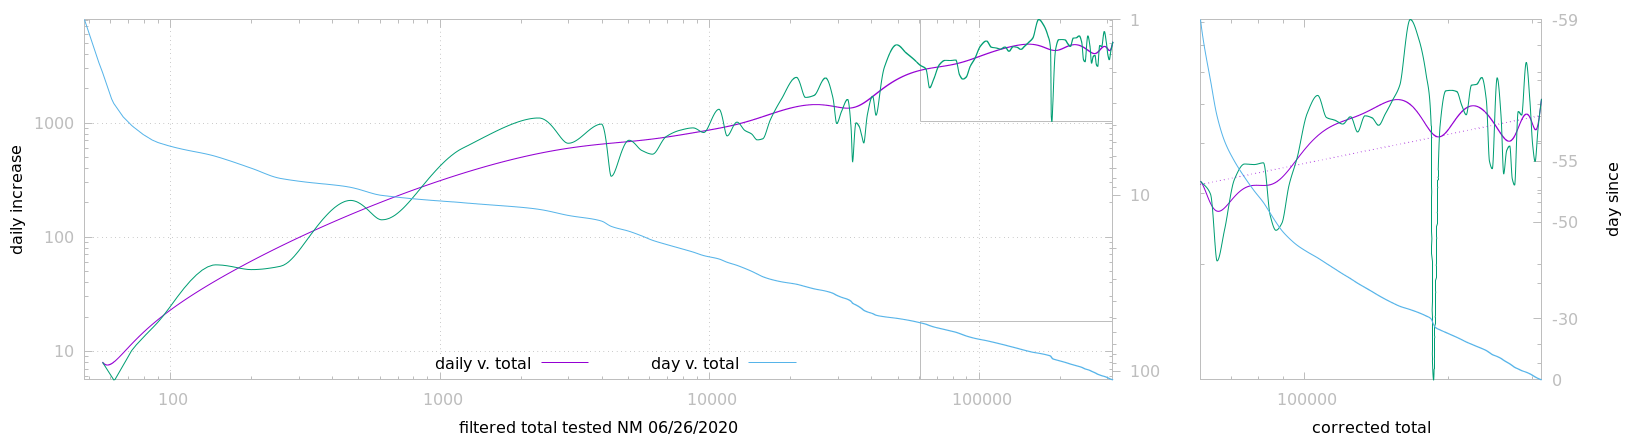 1
-59
1000
daily increase
-55
day since
10
-50
100
-30
10
daily v. total
day v. total
100
0
100
1000
10000
100000
100000
filtered total tested NM 06/26/2020
corrected total